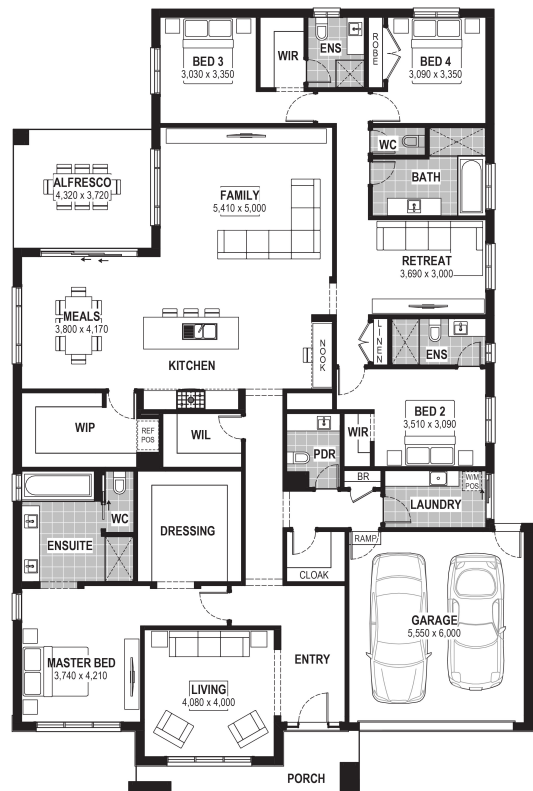 BED 3
3,030 x 3,350
WIR
ENS
ROBE
BED 4
3,090 x 3,350
WC
BATH
ALFRESCO
4,320 x 3,720
FAMILY
5,410 x 5,000
RETREAT
3,690 x 3,000
MEALS
3,800 x 4,170
KITCHEN
NOOK
LINEN
ENS
BED 2
3,510 x 3,090
WIP
REF
POS
WIL
PDR
WIR
BR
W/M
POS
LAUNDRY
WC
ENSUITE
DRESSING
CLOAK
RAMP
GARAGE
5,550 x 6,000
MASTER BED
3,740 x 4,210
LIVING
4,080 x 4,000
ENTRY
PORCH